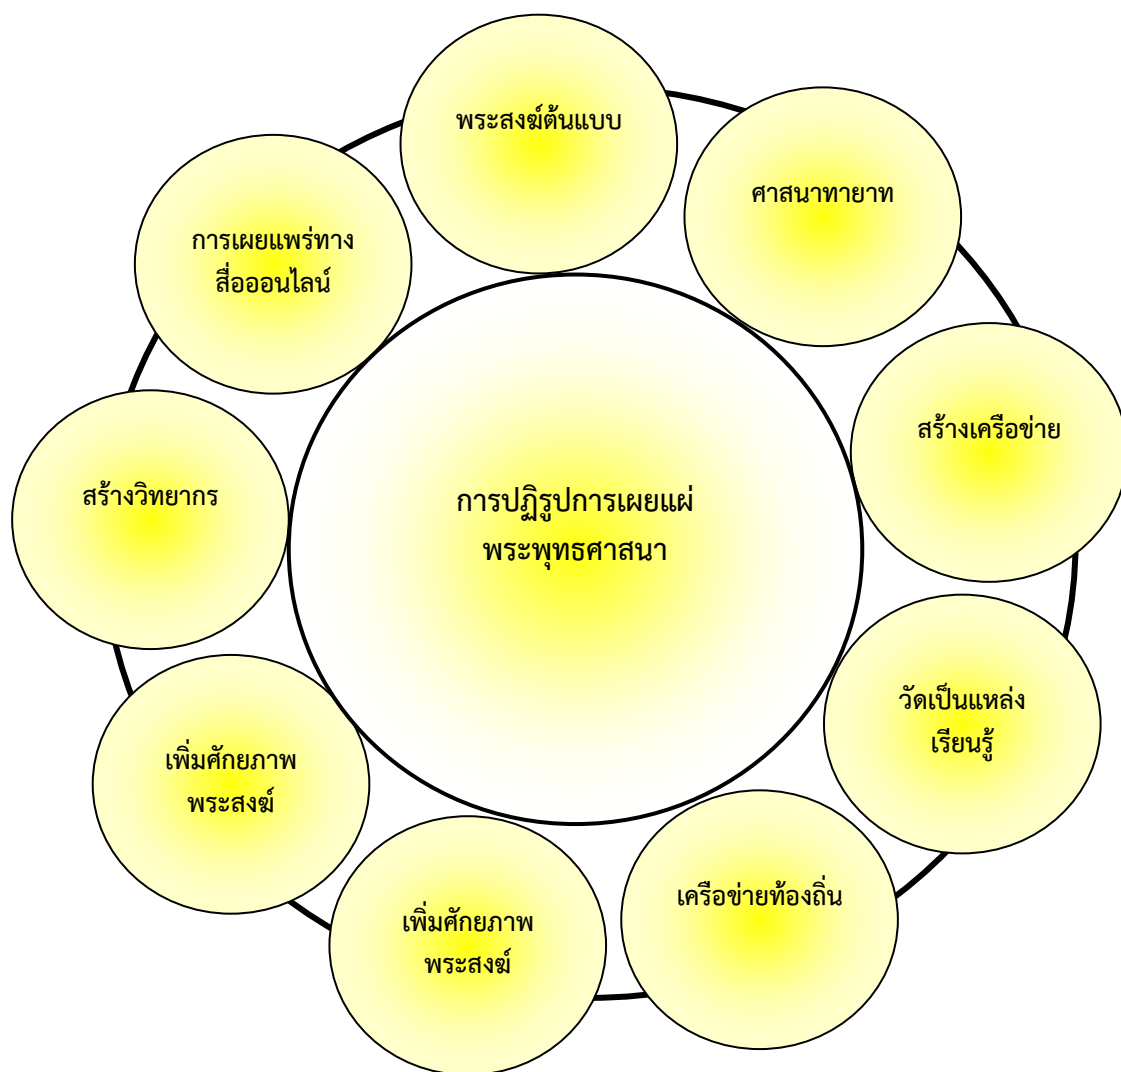 พระสงฆ์ต้นแบบ
ศาสนาทายาท
สร้างเครือข่าย
วัดเป็นแหล่ง
เรียนรู้
เครือข่ายท้องถิ่น
เพิ่มศักยภาพ
พระสงฆ์
เพิ่มศักยภาพ
พระสงฆ์
สร้างวิทยากร
การเผยแพร่ทาง
สื่อออนไลน์
การปฏิรูปการเผยแผ่
พระพุทธศาสนา